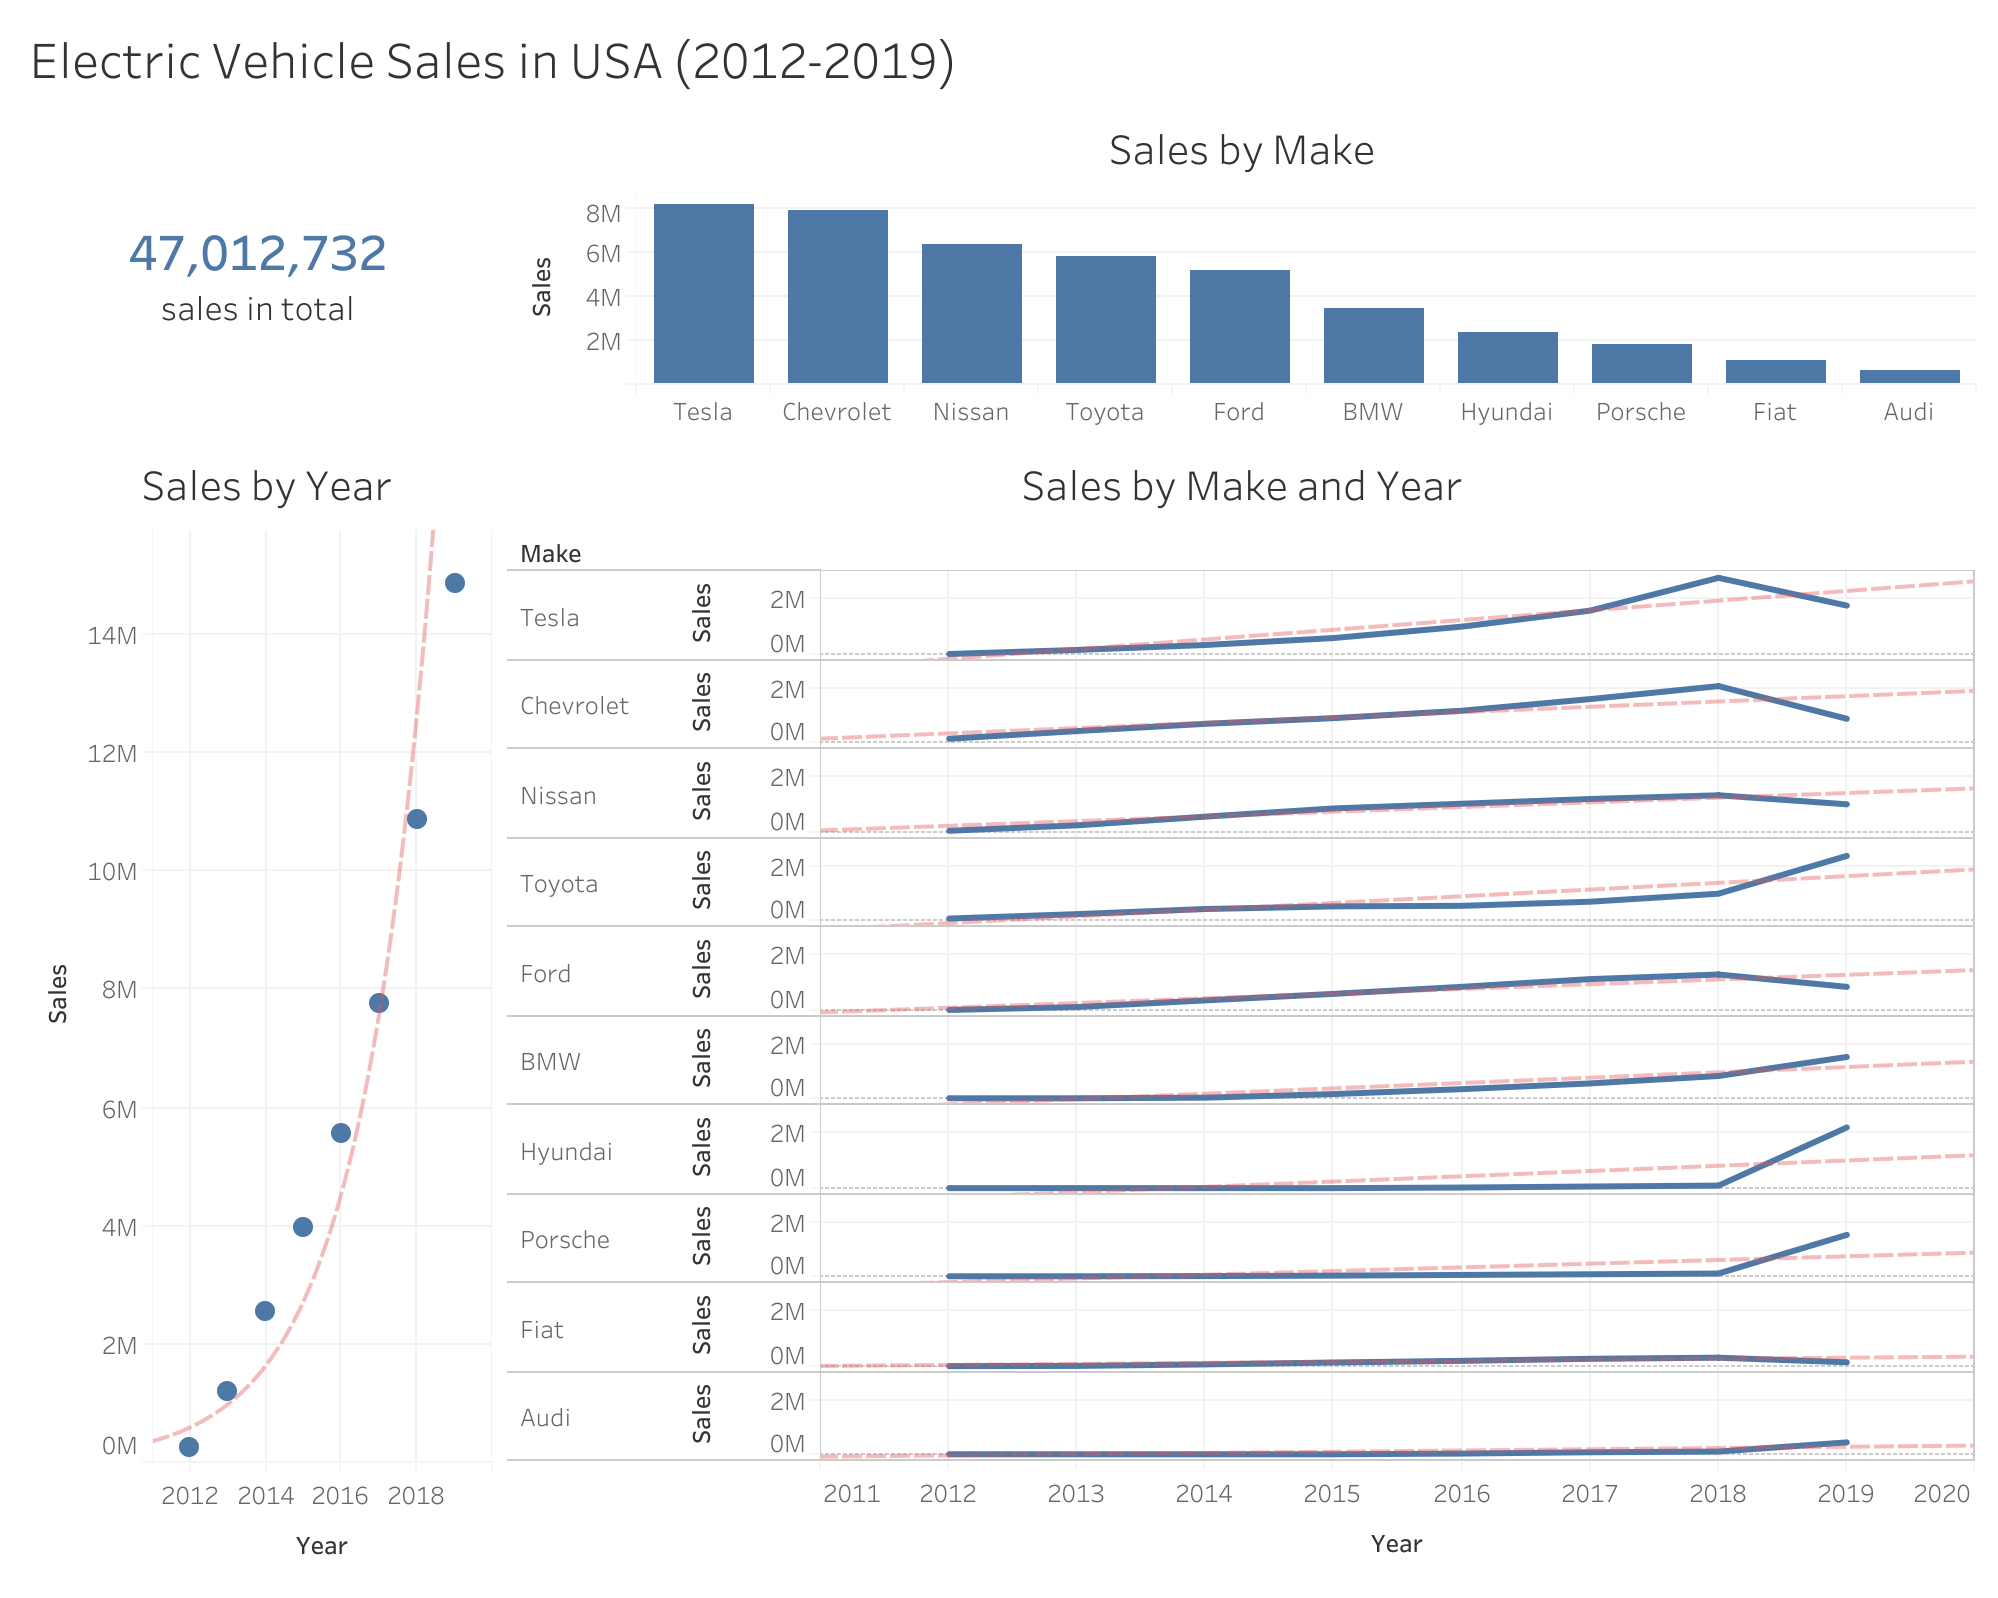 Electric Vehicle Sales in USA (2012-2019)
47,012,732
sales in total
Sales by Make
Sales
8M
6M
4M
2M
Tesla Chevrolet Nissan Toyota Ford BMW Hyundai Porsche Fiat Audi
Sales by Year
Sales
14M
12M
10M
8M
6M
4M
2M
0M
2012 2014 2016 2018
Year
Sales by Make and Year
Make
Tesla Sales 2M
0M
Chevrolet Sales 2M
0M
Nissan Sales 2M
0M
Toyota Sales 2M
0M
Ford Sales 2M
0M
BMW Sales 2M
0M
Hyundai Sales 2M
0M
Porsche Sales 2M
0M
Fiat Sales 2M
0M
Audi Sales 2M
0M
2011 2012 2013 2014 2015 2016 2017 2018 2019 2020
Year